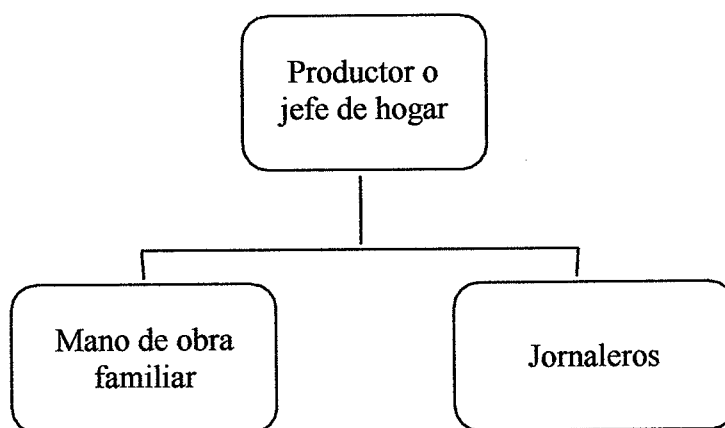 Productor o
jefe de hogar
Mano de obra
familiar
Jornaleros